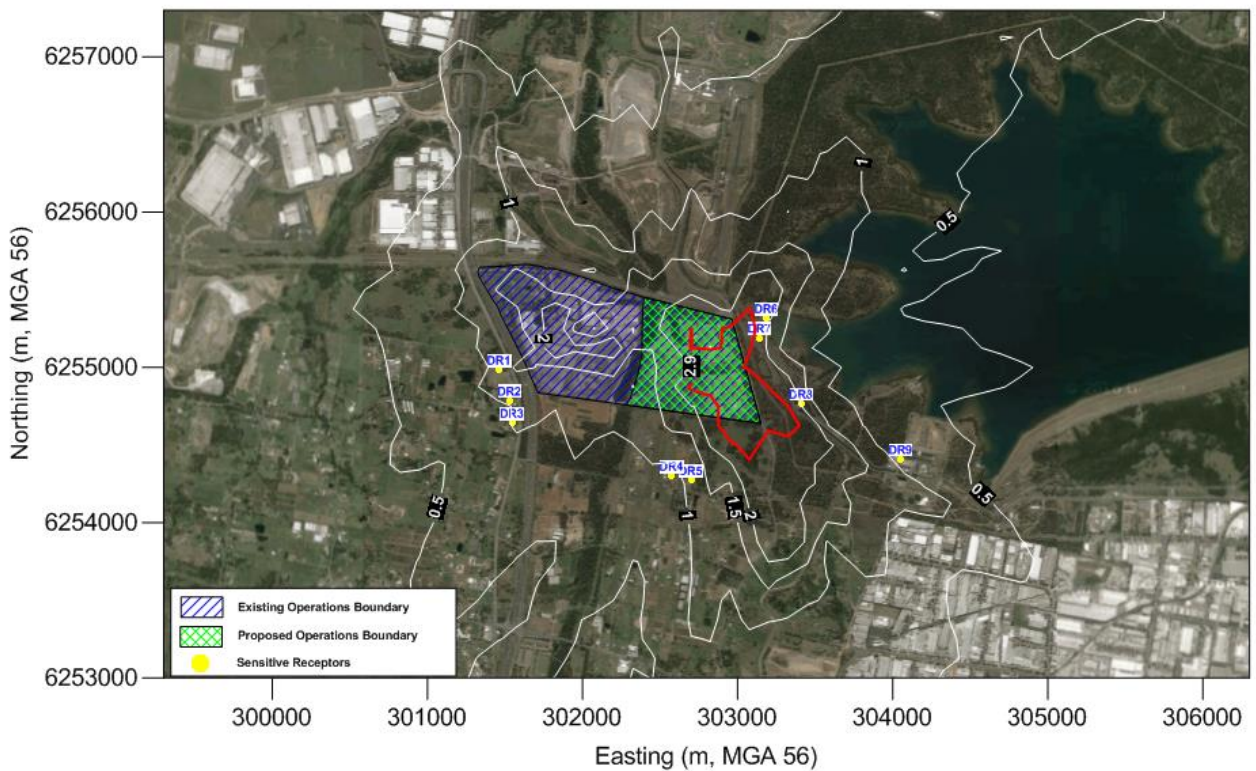 6257000
6256000
6255000
6254000
6253000
Northing (m, MGA 56)
1
1
0.5
DR6
DR7
2
2.9
DR1
DR2
DR3
DR8
DR4
DR5
DR9
0.5
1
1.5
2
0.5
Existing Operations Boundary
Proposed Operations Boundary
Sensitive Receptors
300000 301000 302000 303000 304000 305000 306000
Easting (m, MGA 56)